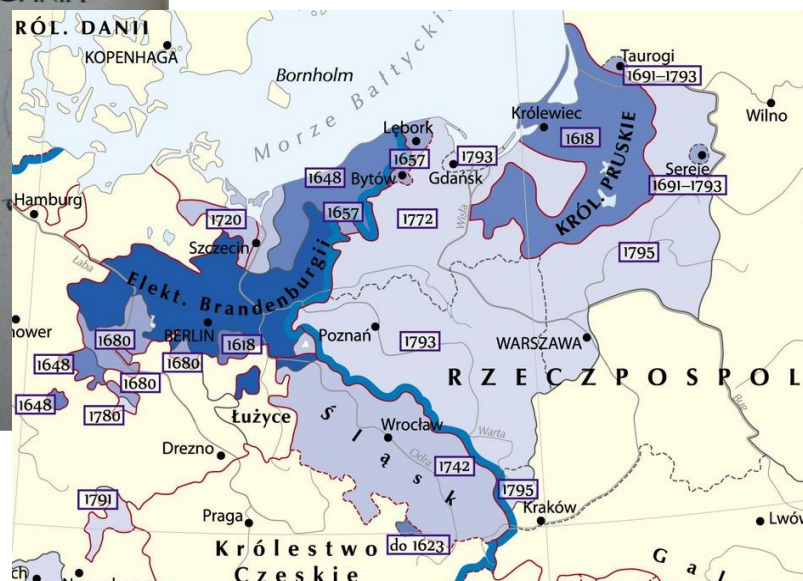 RÓL. DANII
KOPENHAGA
Bornholm
Morze Bałtyckie
Taurogi
1691–1793
Wilno
Królewiec
1618
Lębork
1657
1793
Bytów
Gdańsk
Sereje
1691–1793
KRÓL. PRUSKIE
1648
1657
1772
Wisła
Hamburg
1720
Szczecin
1795
Łaba
Elekt. Brandenburgii
BERLIN
1618
Poznań
1793
WARSZAWA
1680
1680
1648
1680
1648
1780
RZECZPOSPOL
Bug
Łużyce
Śląsk
Wrocław
Warta
Odra
Drezno
1742
1795
1791
Praga
Kraków
Lwów
do 1623
Królestwo
Czeskie
Gal